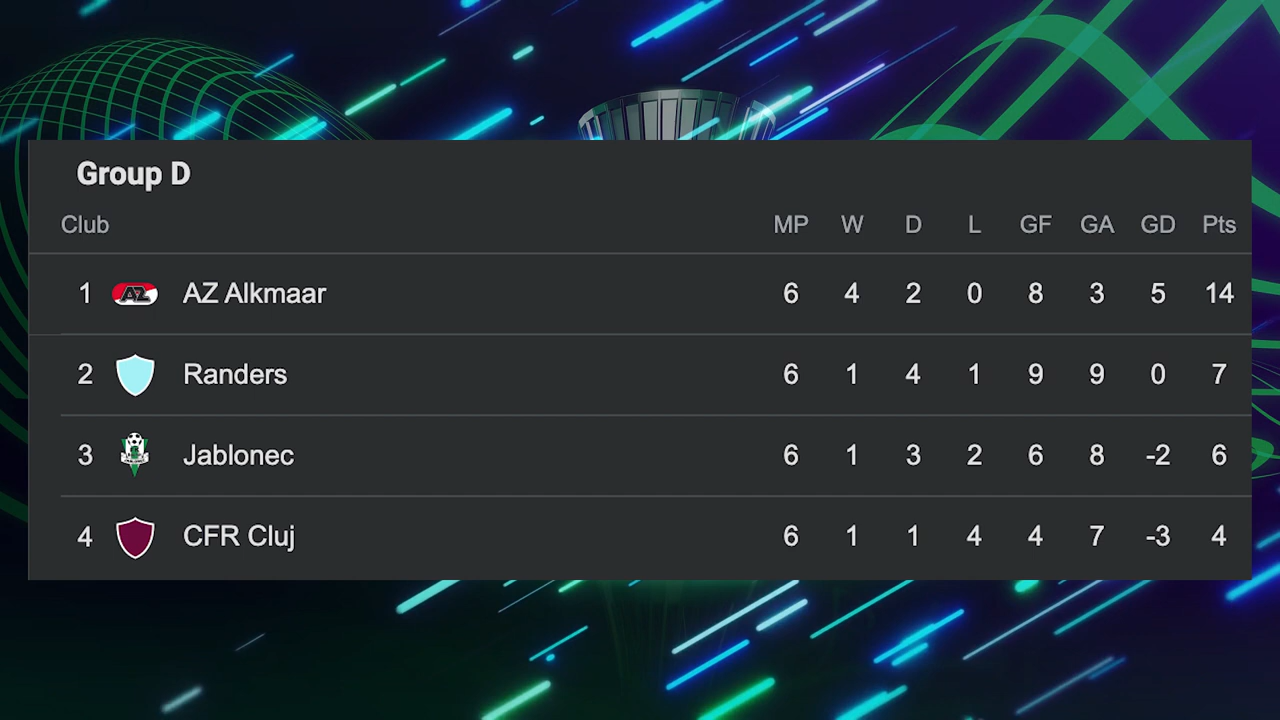 Group D
Club MP W D L GF GA GD Pts
1 AZ AZ Alkmaar 6 4 2 0 8 3 5 14
2 Randers 6 1 4 1 9 9 0 7
3 Jablonec 6 1 3 2 6 8 -2 6
4 CFR Cluj 6 1 1 4 4 7 -3 4